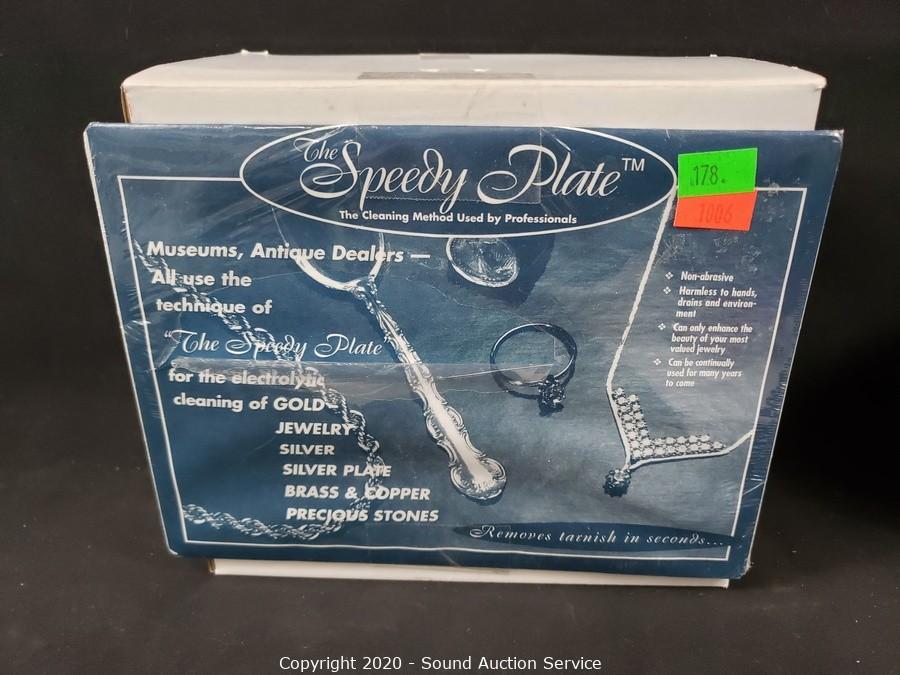 The Speedy Plate™
The Cleaning Method Used by Professionals
178.
1006
Museums, Antique Dealers —
All use the
technique of
"The Speedy Plate"
for the electrolytic
cleaning of GOLD
JEWELRY
SILVER
SILVER PLATE
BRASS & COPPER
PRECIOUS STONES
❖ Non-abrasive
❖ Harmless to hands,
drains and environ-
ment
❖ Can only enhance the
beauty of your most
valued jewelry
❖ Can be continually
used for many years
to come
Removes tarnish in seconds...
Copyright 2020 - Sound Auction Service